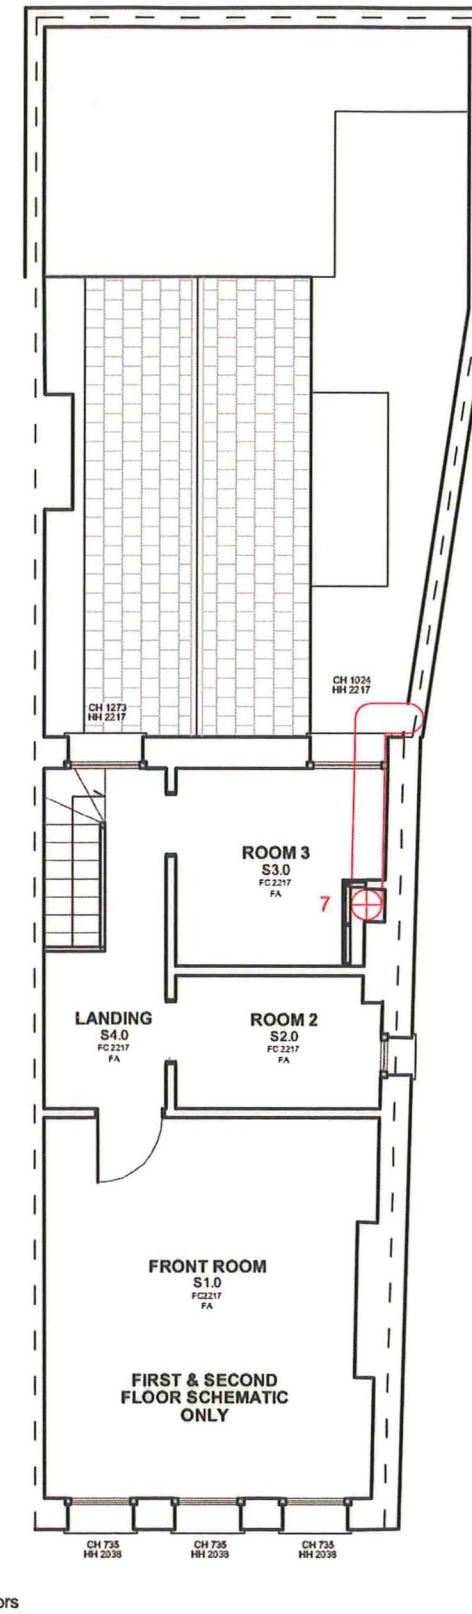 CH 1024
HH 2217
CH 1273
HH 2217
ROOM 3
S3.0
FC 2217
FA
7
LANDING
S4.0
FC 2217
FA
ROOM 2
S2.0
FC 2217
FA
FRONT ROOM
S1.0
FC2217
FA
FIRST & SECOND
FLOOR SCHEMATIC
ONLY
CH 735
HH 2038
CH 735
HH 2038
CH 735
HH 2038
ors